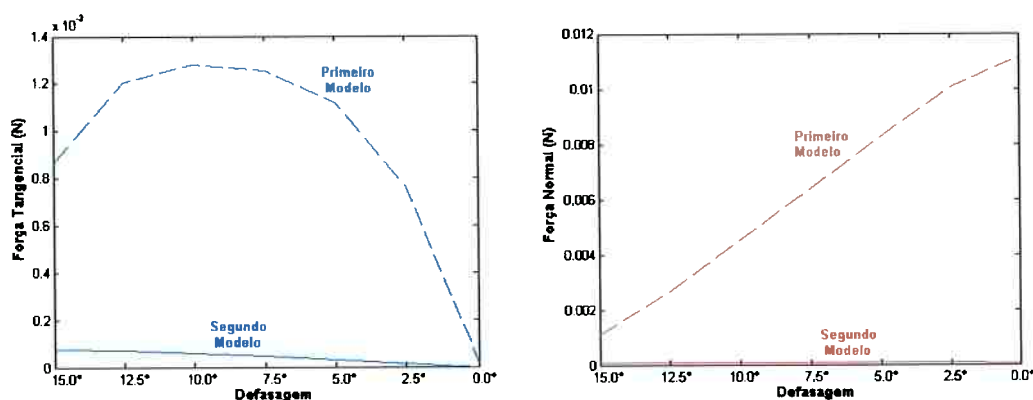 x 10⁻³
1.4
1.2
1
0.8
0.6
0.4
0.2
0
Força Tangencial (N)
Primeiro
Modelo
Segundo
Modelo
15.0° 12.5° 10.0° 7.5° 5.0° 2.5° 0.0°
Defasagem
0.012
0.01
0.008
0.006
0.004
0.002
0
Força Normal (N)
Primeiro
Modelo
Segundo
Modelo
15.0° 12.5° 10.0° 7.5° 5.0° 2.5° 0.0°
Defasagem